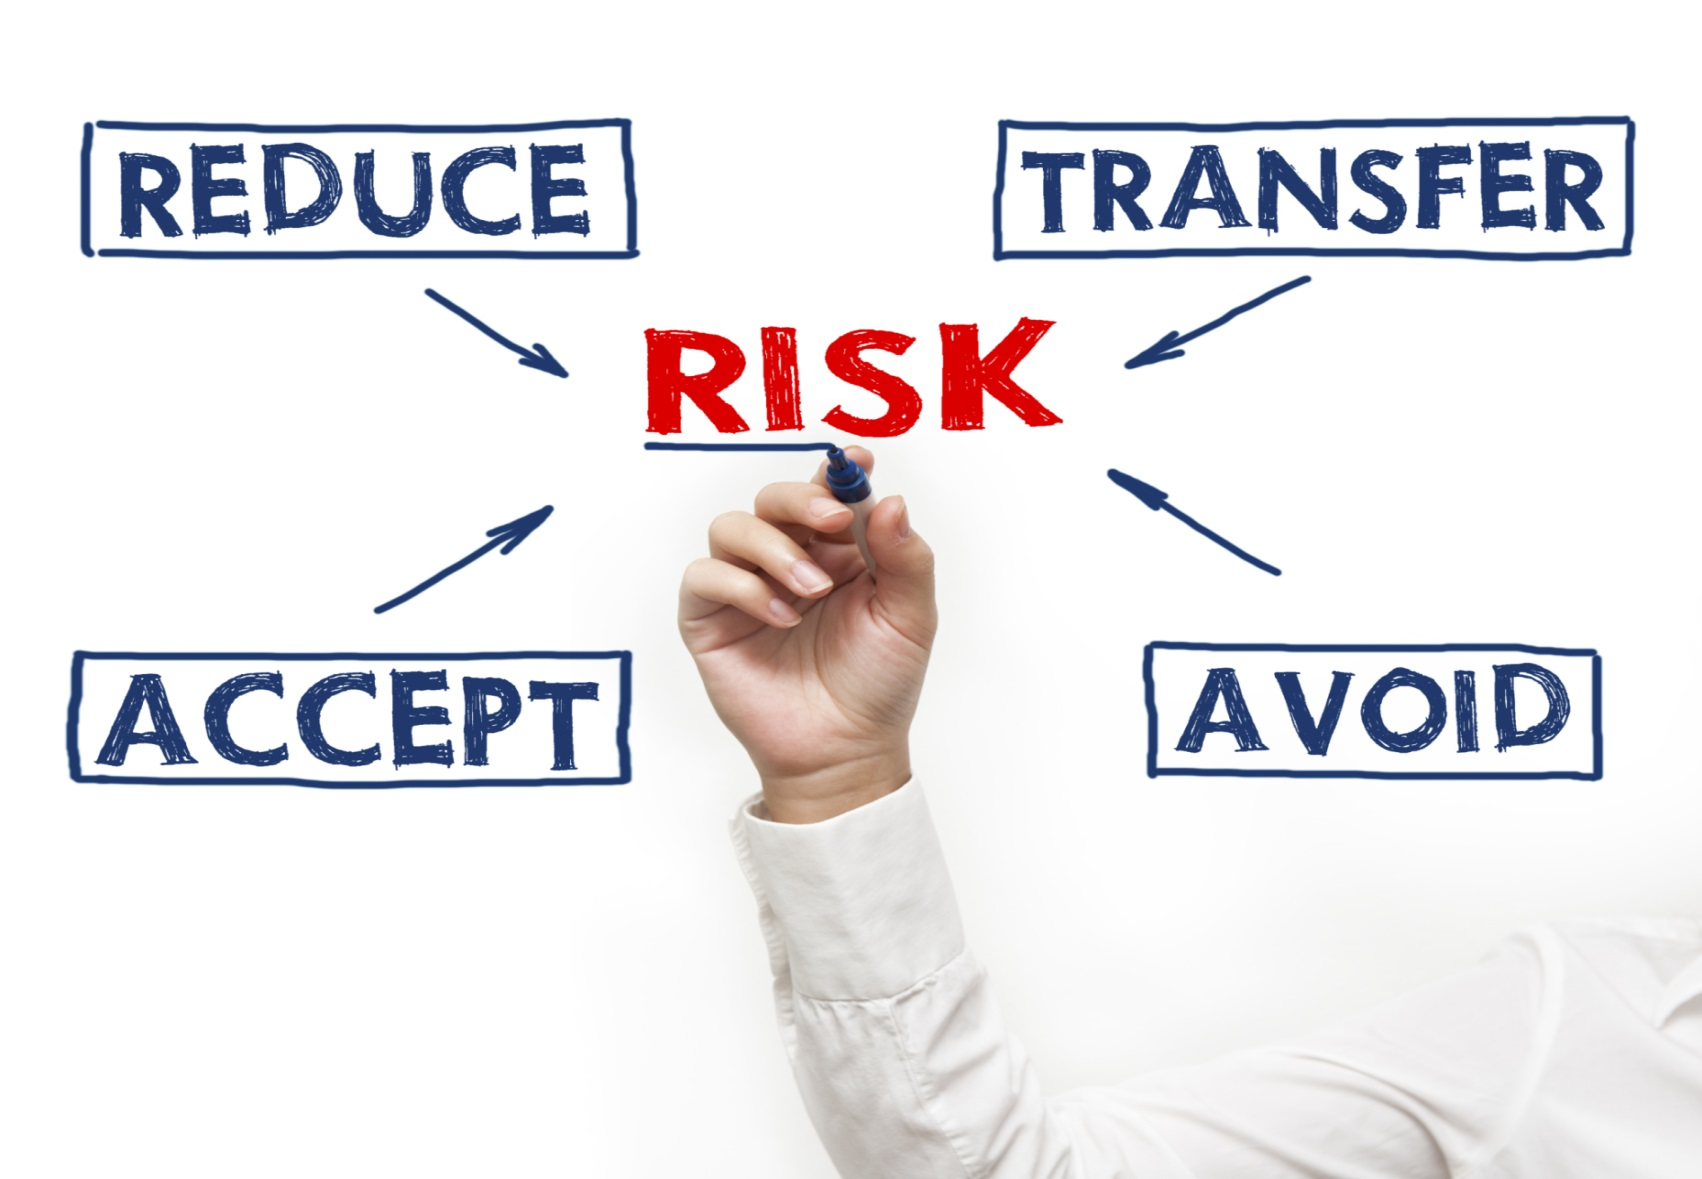 REDUCE
TRANSFER
RISK
ACCEPT
AVOID